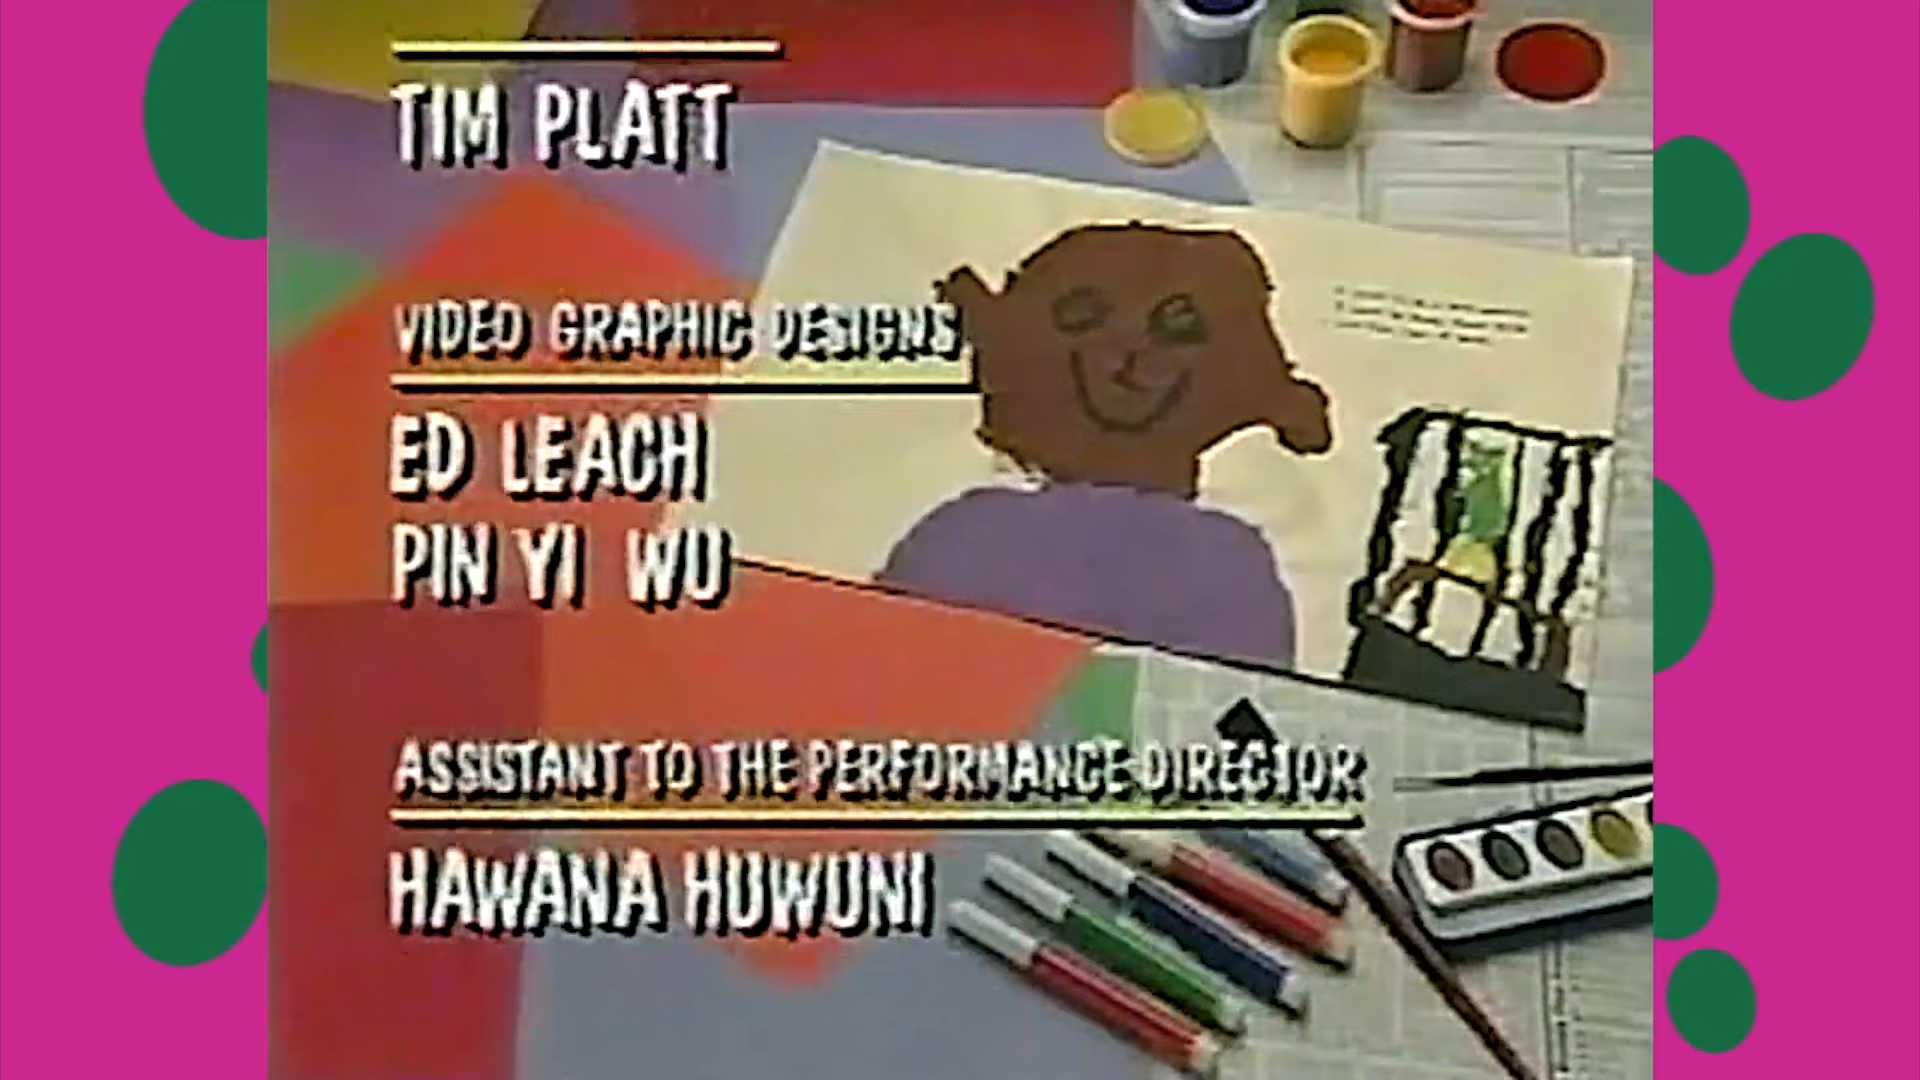 TIM PLATT
VIDEO GRAPHIC DESIGNS
ED LEACH
PIN YI WU
ASSISTANT TO THE PERFORMANCE DIRECTOR
HAWANA HUWUNI